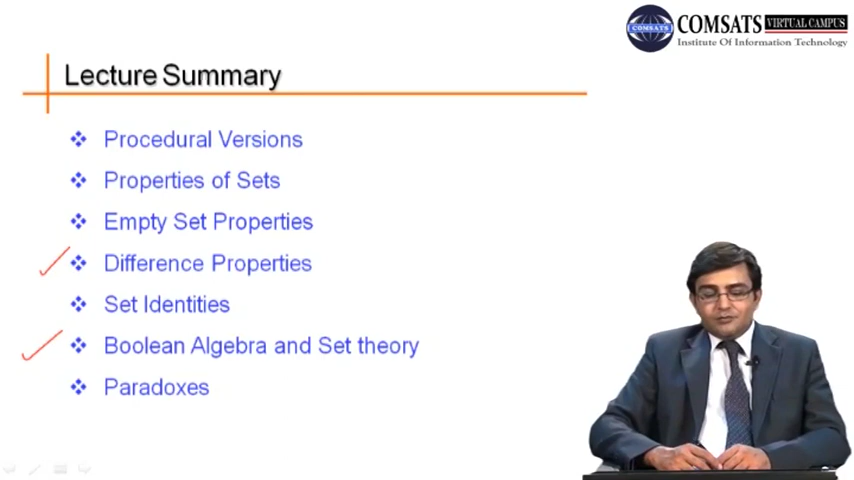 COMSATS VIRTUAL CAMPUS
COMSATS
Institute Of Information Technology
Lecture Summary
Procedural Versions
Properties of Sets
Empty Set Properties
Difference Properties
Set Identities
Boolean Algebra and Set theory
Paradoxes